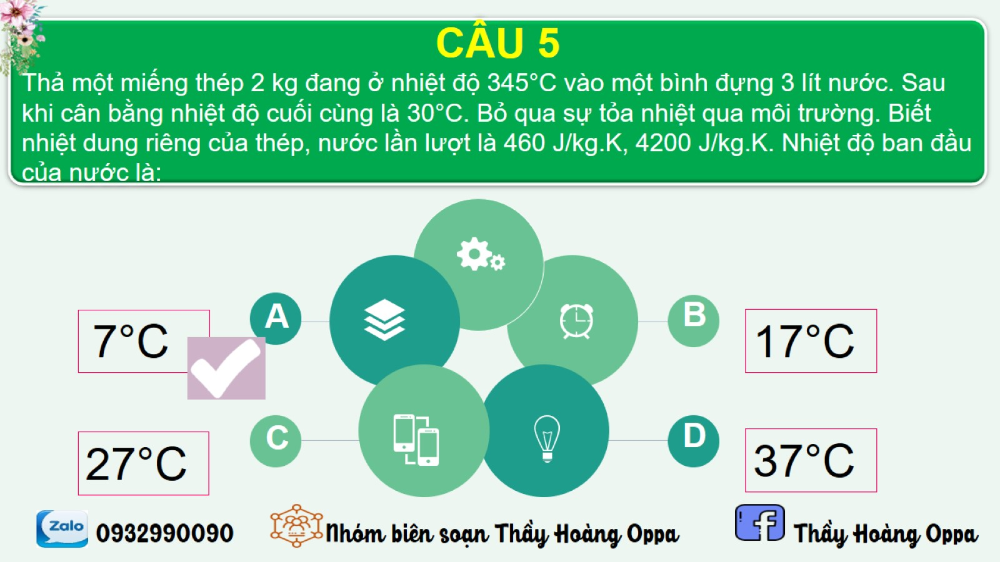 CÂU 5
Thả một miếng thép 2 kg đang ở nhiệt độ 345°C vào một bình đựng 3 lít nước. Sau
khi cân bằng nhiệt độ cuối cùng là 30°C. Bỏ qua sự tỏa nhiệt qua môi trường. Biết
nhiệt dung riêng của thép, nước lần lượt là 460 J/kg.K, 4200 J/kg.K. Nhiệt độ ban đầu
của nước là:
A
7°C
B
17°C
C
27°C
D
37°C
Zalo
0932990090
Nhóm biên soạn Thầy Hoàng Oppa
f
Thầy Hoàng Oppa